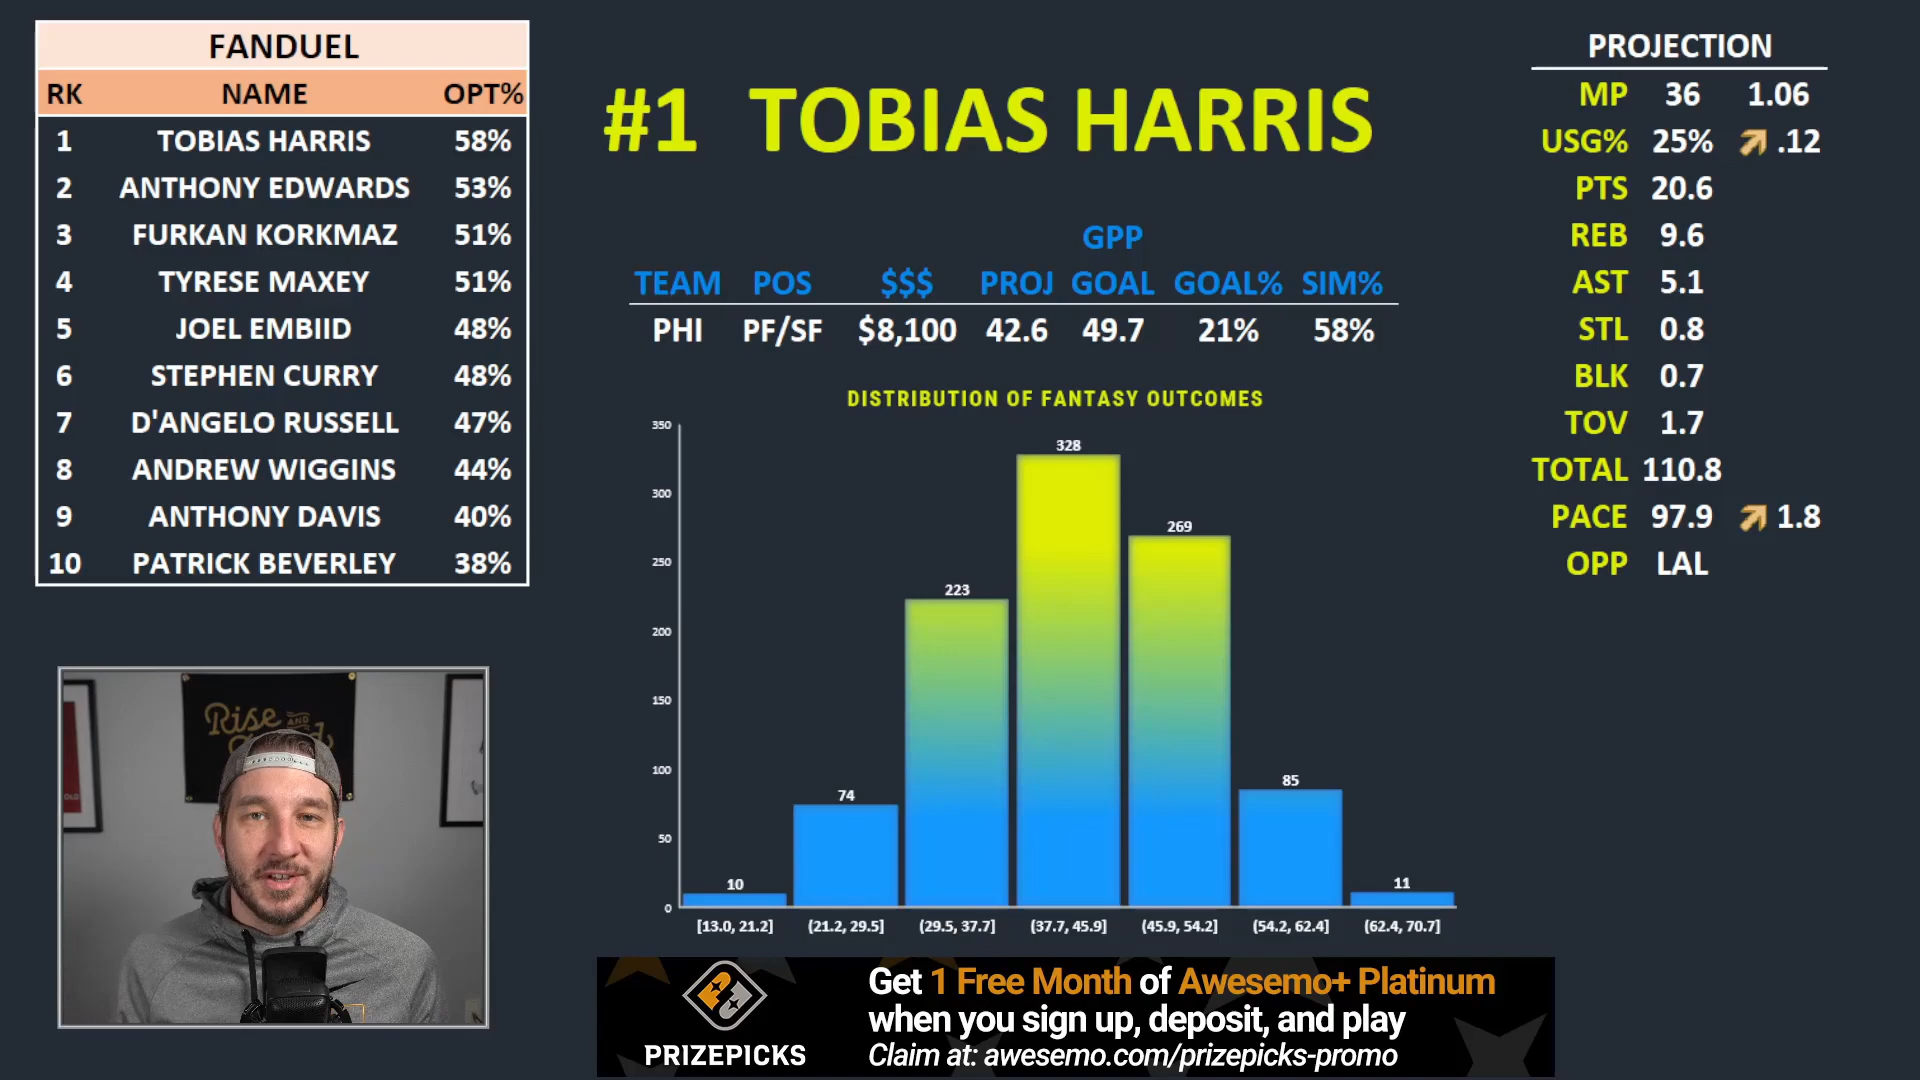 FANDUEL
RK NAME OPT%
1 TOBIAS HARRIS 58%
2 ANTHONY EDWARDS 53%
3 FURKAN KORKMAZ 51%
4 TYRESE MAXEY 51%
5 JOEL EMBIID 48%
6 STEPHEN CURRY 48%
7 D'ANGELO RUSSELL 47%
8 ANDREW WIGGINS 44%
9 ANTHONY DAVIS 40%
10 PATRICK BEVERLEY 38%
Rise AND
#1 TOBIAS HARRIS
GPP
TEAM POS $$$ PROJ GOAL GOAL% SIM%
PHI PF/SF $8,100 42.6 49.7 21% 58%
DISTRIBUTION OF FANTASY OUTCOMES
350
300
250
200
150
100
50
0
10
74
223
328
269
85
11
[13.0, 21.2] (21.2, 29.5] (29.5, 37.7] (37.7, 45.9] (45.9, 54.2] (54.2, 62.4] (62.4, 70.7]
PROJECTION
MP 36 1.06
USG% 25% .12
PTS 20.6
REB 9.6
AST 5.1
STL 0.8
BLK 0.7
TOV 1.7
TOTAL 110.8
PACE 97.9 1.8
OPP LAL
PRIZEPICKS
Get 1 Free Month of Awesemo+ Platinum
when you sign up, deposit, and play
Claim at: awesemo.com/prizepicks-promo